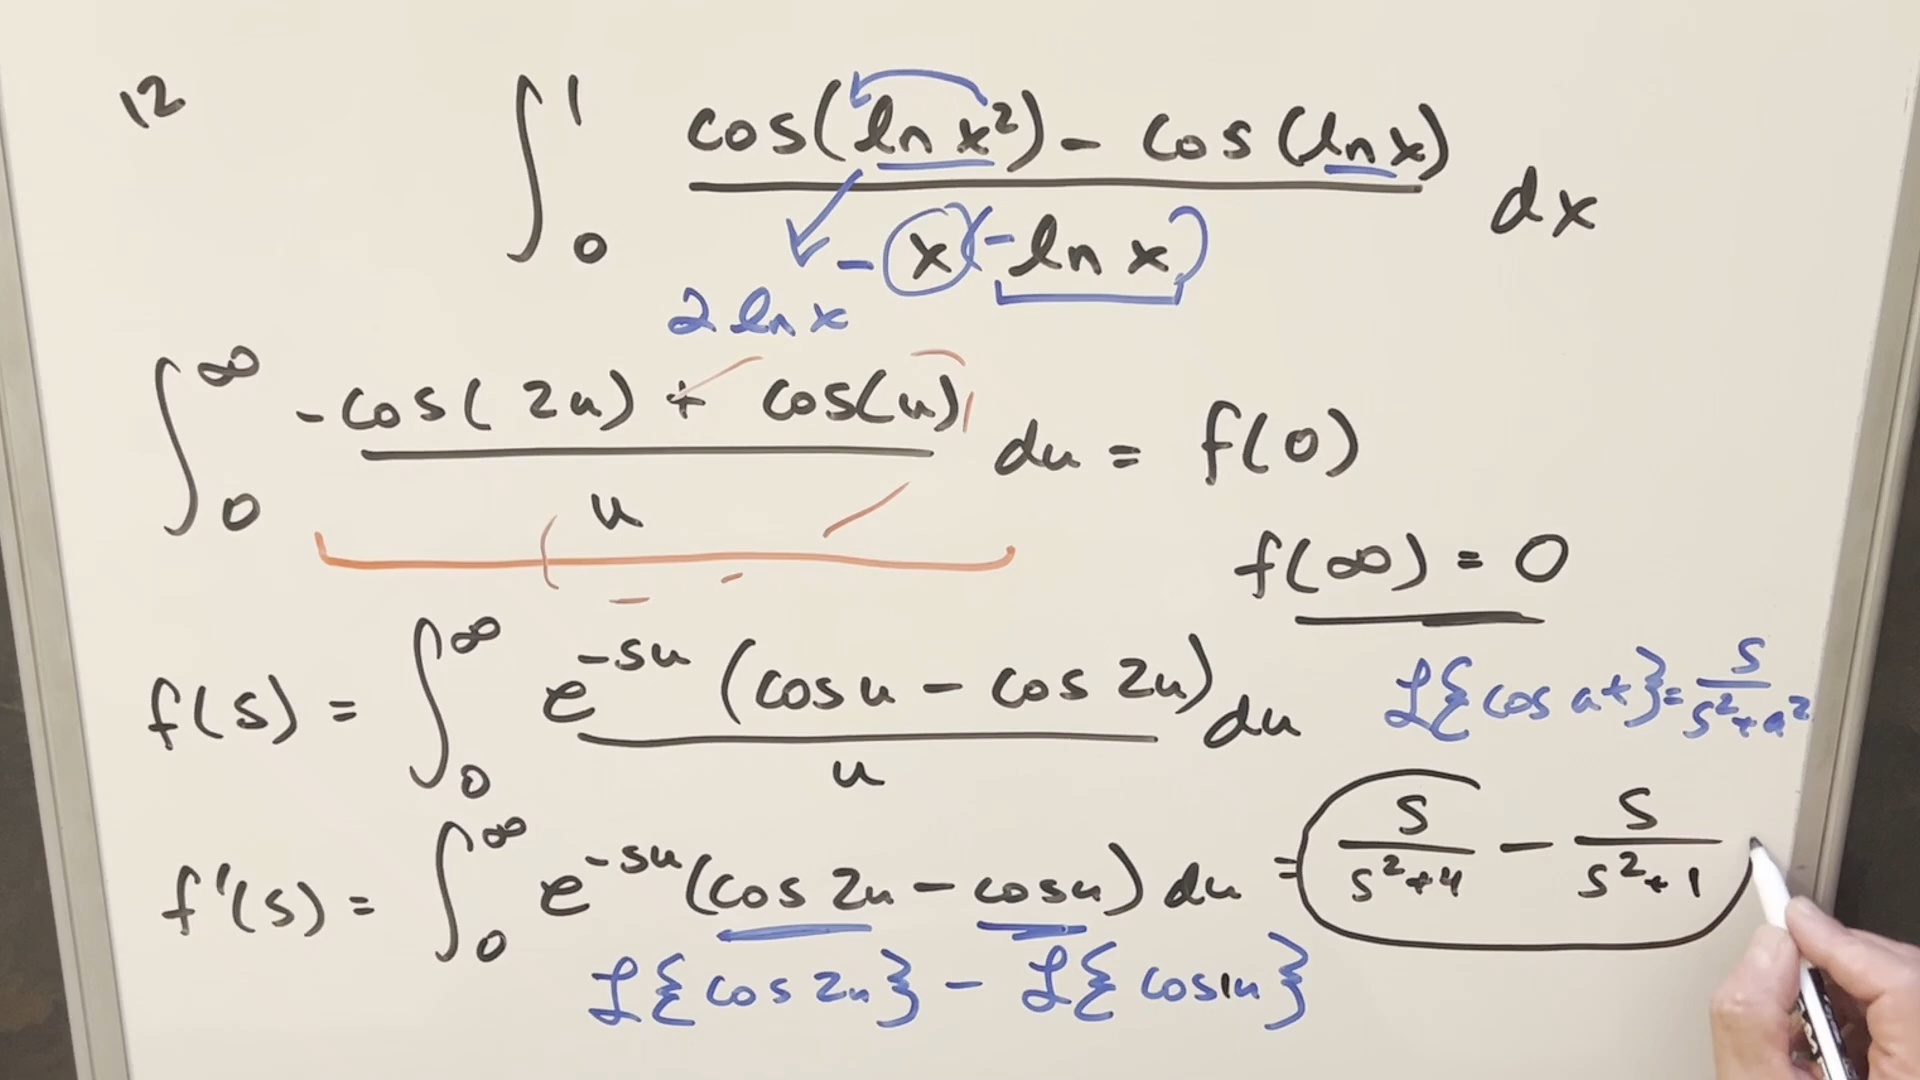 12
∫₀¹ cos(ln x²) - cos(ln x) / -x(-ln x) dx
2 ln x
∫₀^∞ -cos(2u) + cos(u) / u du = f(0)
f(∞) = 0
f(s) = ∫₀^∞ e^{-su} (cos u - cos 2u) / u du
ℒ{cos at} = s / s²+a²
f'(s) = ∫₀^∞ e^{-su} (cos 2u - cos u) du = s / s²+4 - s / s²+1
ℒ{cos 2u} - ℒ{cos 1u}